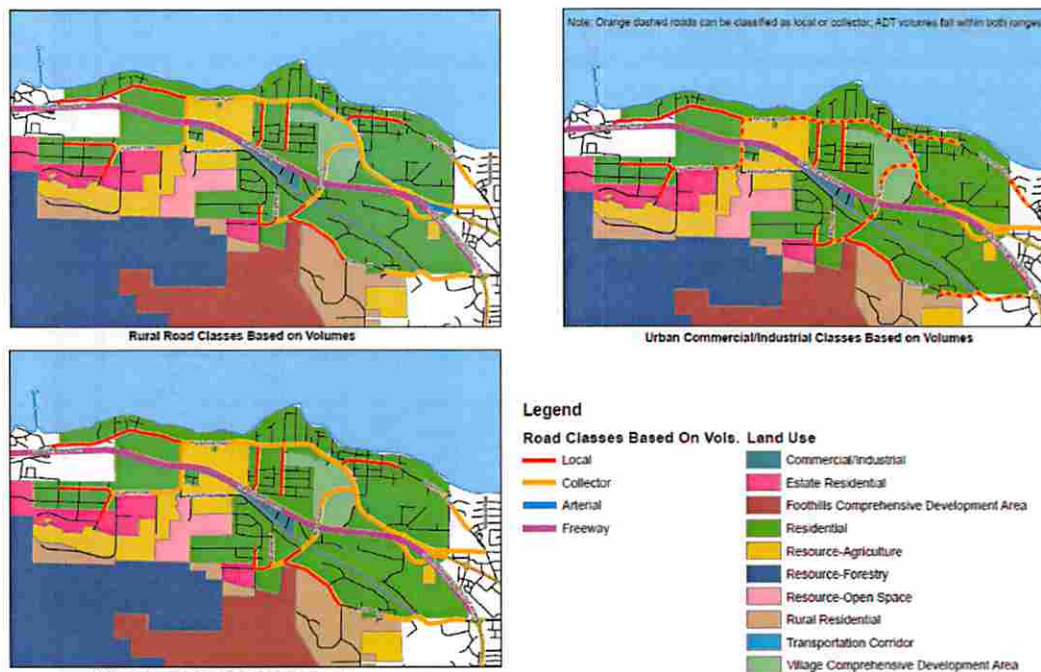 Note: Orange dashed roads can be classified as local or collector; ADT volumes fall within both ranges
Rural Road Classes Based on Volumes
Urban Commercial/Industrial Classes Based on Volumes
Legend
Road Classes Based On Vols.
Local
Collector
Arterial
Freeway
Land Use
Commercial/Industrial
Estate Residential
Foothills Comprehensive Development Area
Residential
Resource-Agriculture
Resource-Forestry
Resource-Open Space
Rural Residential
Transportation Corridor
Village Comprehensive Development Area